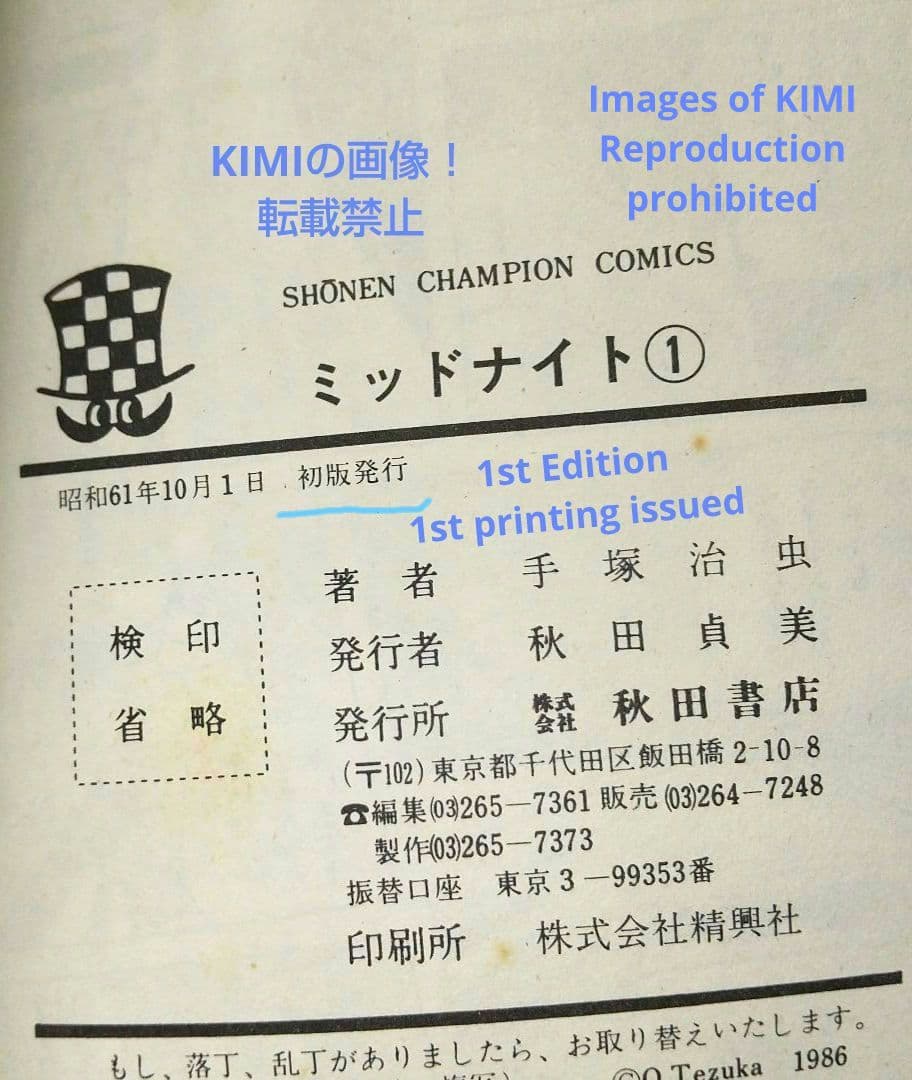 Images of KIMI
Reproduction
prohibited
KIMIの画像！
転載禁止
SHŌNEN CHAMPION COMICS
ミッドナイト①
昭和61年10月1日 初版発行
1st Edition
1st printing issued
検印
省略
著者 手塚治虫
発行者 秋田貞美
発行所 株式会社 秋田書店
(〒102)東京都千代田区飯田橋2-10-8
☎編集(03)265—7361 販売(03)264—7248
製作(03)265—7373
振替口座 東京3—99353番
印刷所 株式会社精興社
もし、落丁、乱丁がありましたら、お取り替えいたします。
©O.Tezuka 1986